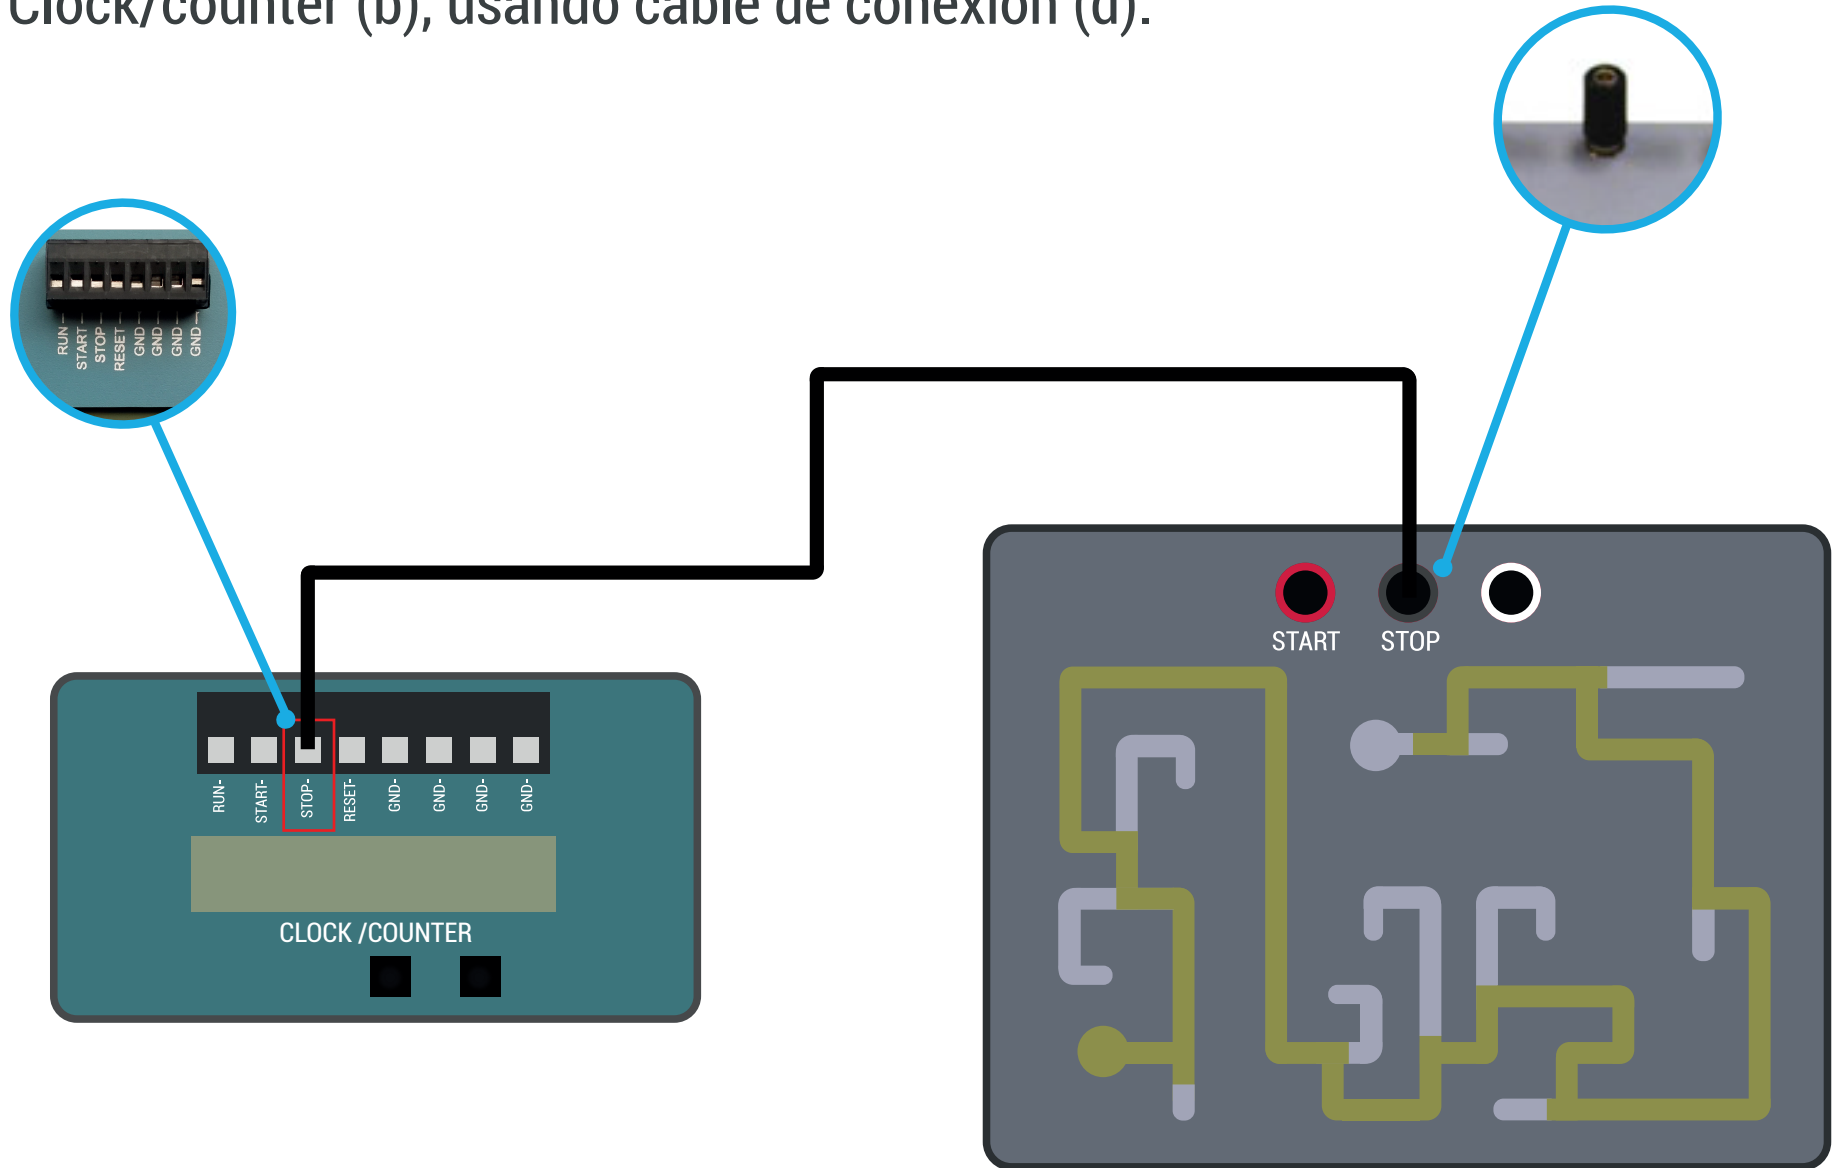 Clock/counter (b), usando cable de conexión (d).
RUN
START
STOP
RESET
GND
GND
GND
GND
START
STOP
RUN-
START-
STOP-
RESET-
GND-
GND-
GND-
GND-
CLOCK /COUNTER